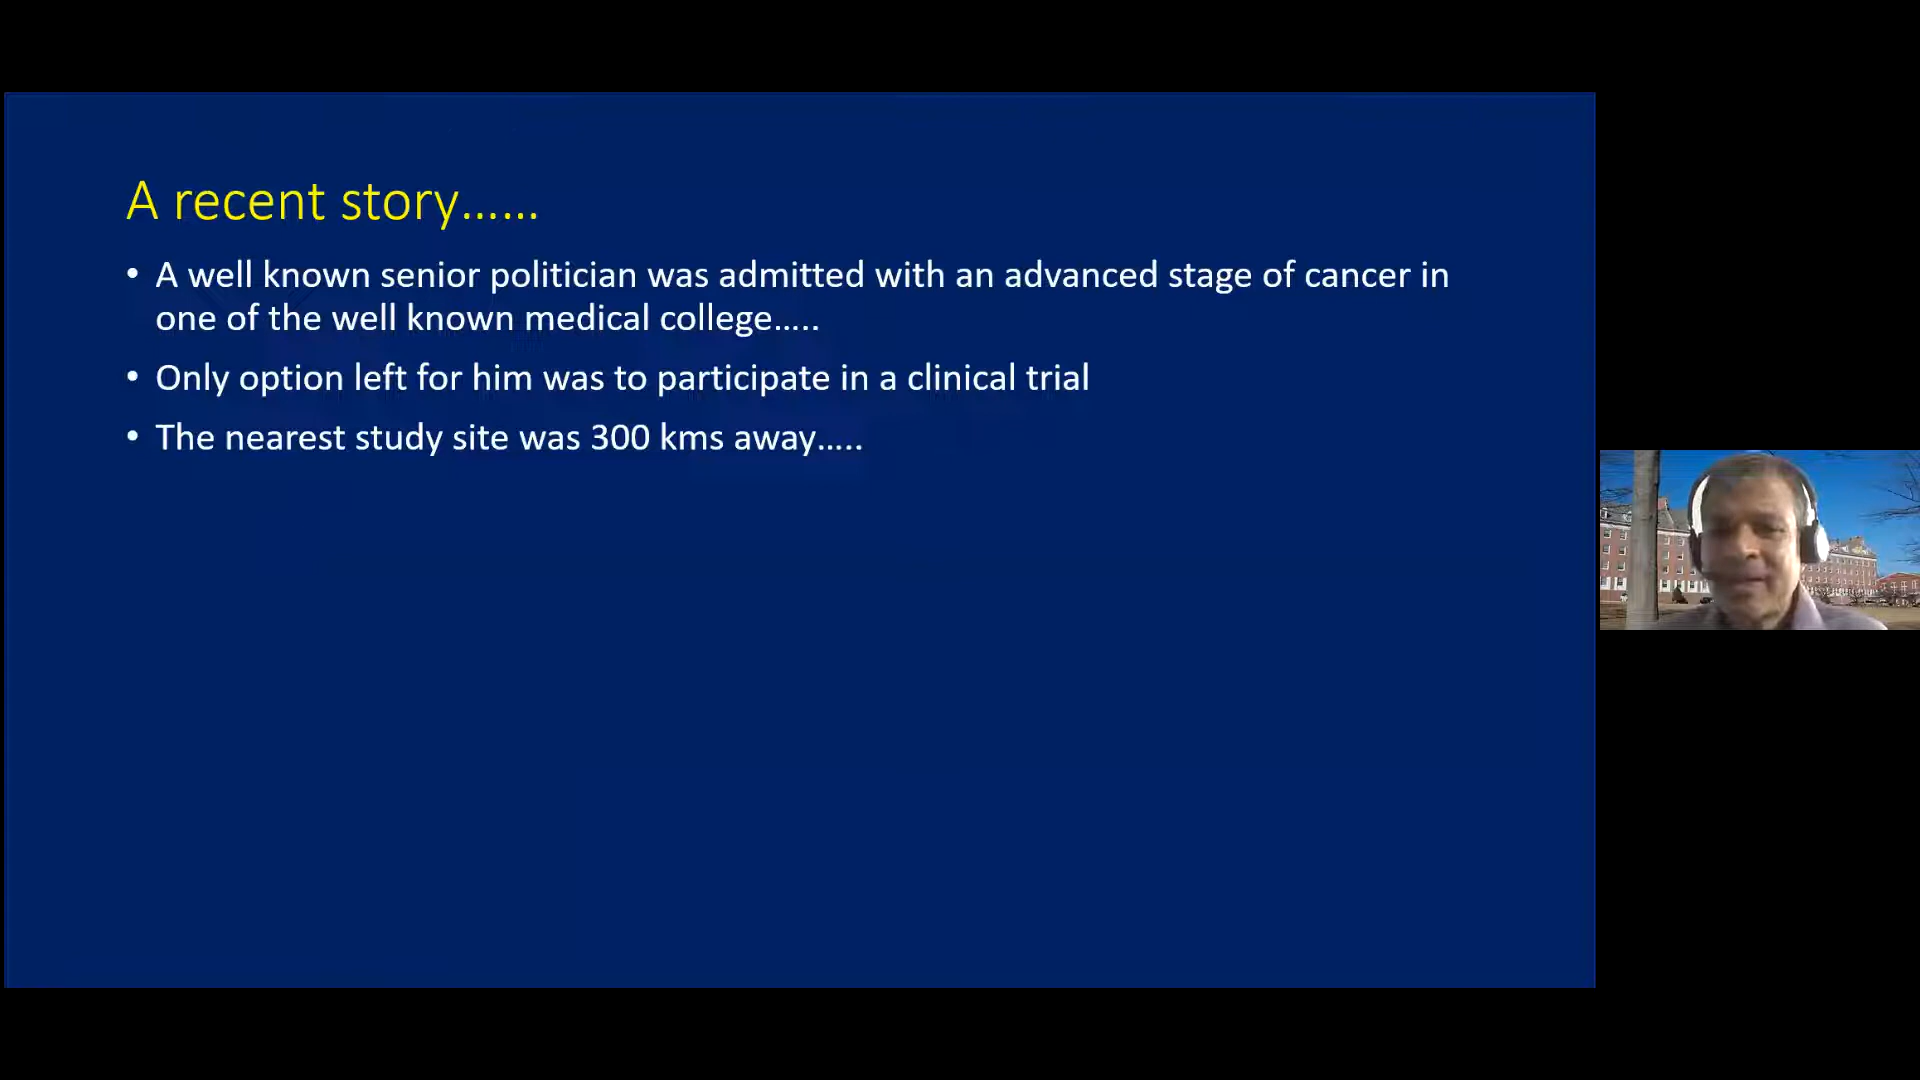 A recent story......
• A well known senior politician was admitted with an advanced stage of cancer in
one of the well known medical college.....
• Only option left for him was to participate in a clinical trial
• The nearest study site was 300 kms away.....